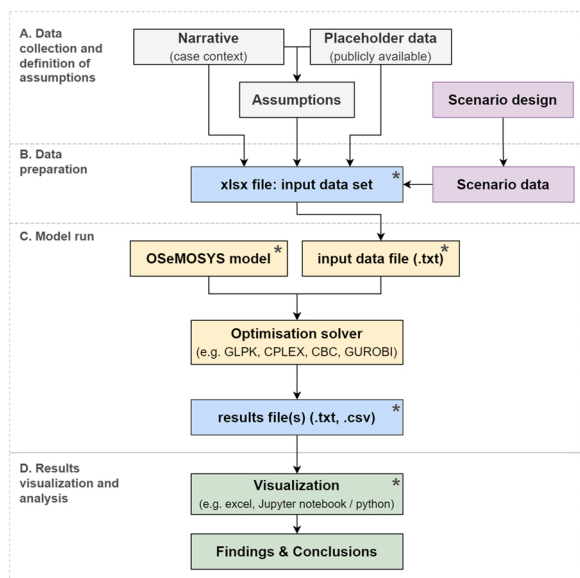 A. Data
collection and
definition of
assumptions
Narrative
(case context)
Placeholder data
(publicly available)
Assumptions
Scenario design
B. Data
preparation
xlsx file: input data set *
Scenario data
C. Model run
OSeMOSYS model *
input data file (.txt) *
Optimisation solver
(e.g. GLPK, CPLEX, CBC, GUROBI)
results file(s) (.txt, .csv) *
D. Results
visualization and
analysis
Visualization *
(e.g. excel, Jupyter notebook / python)
Findings & Conclusions